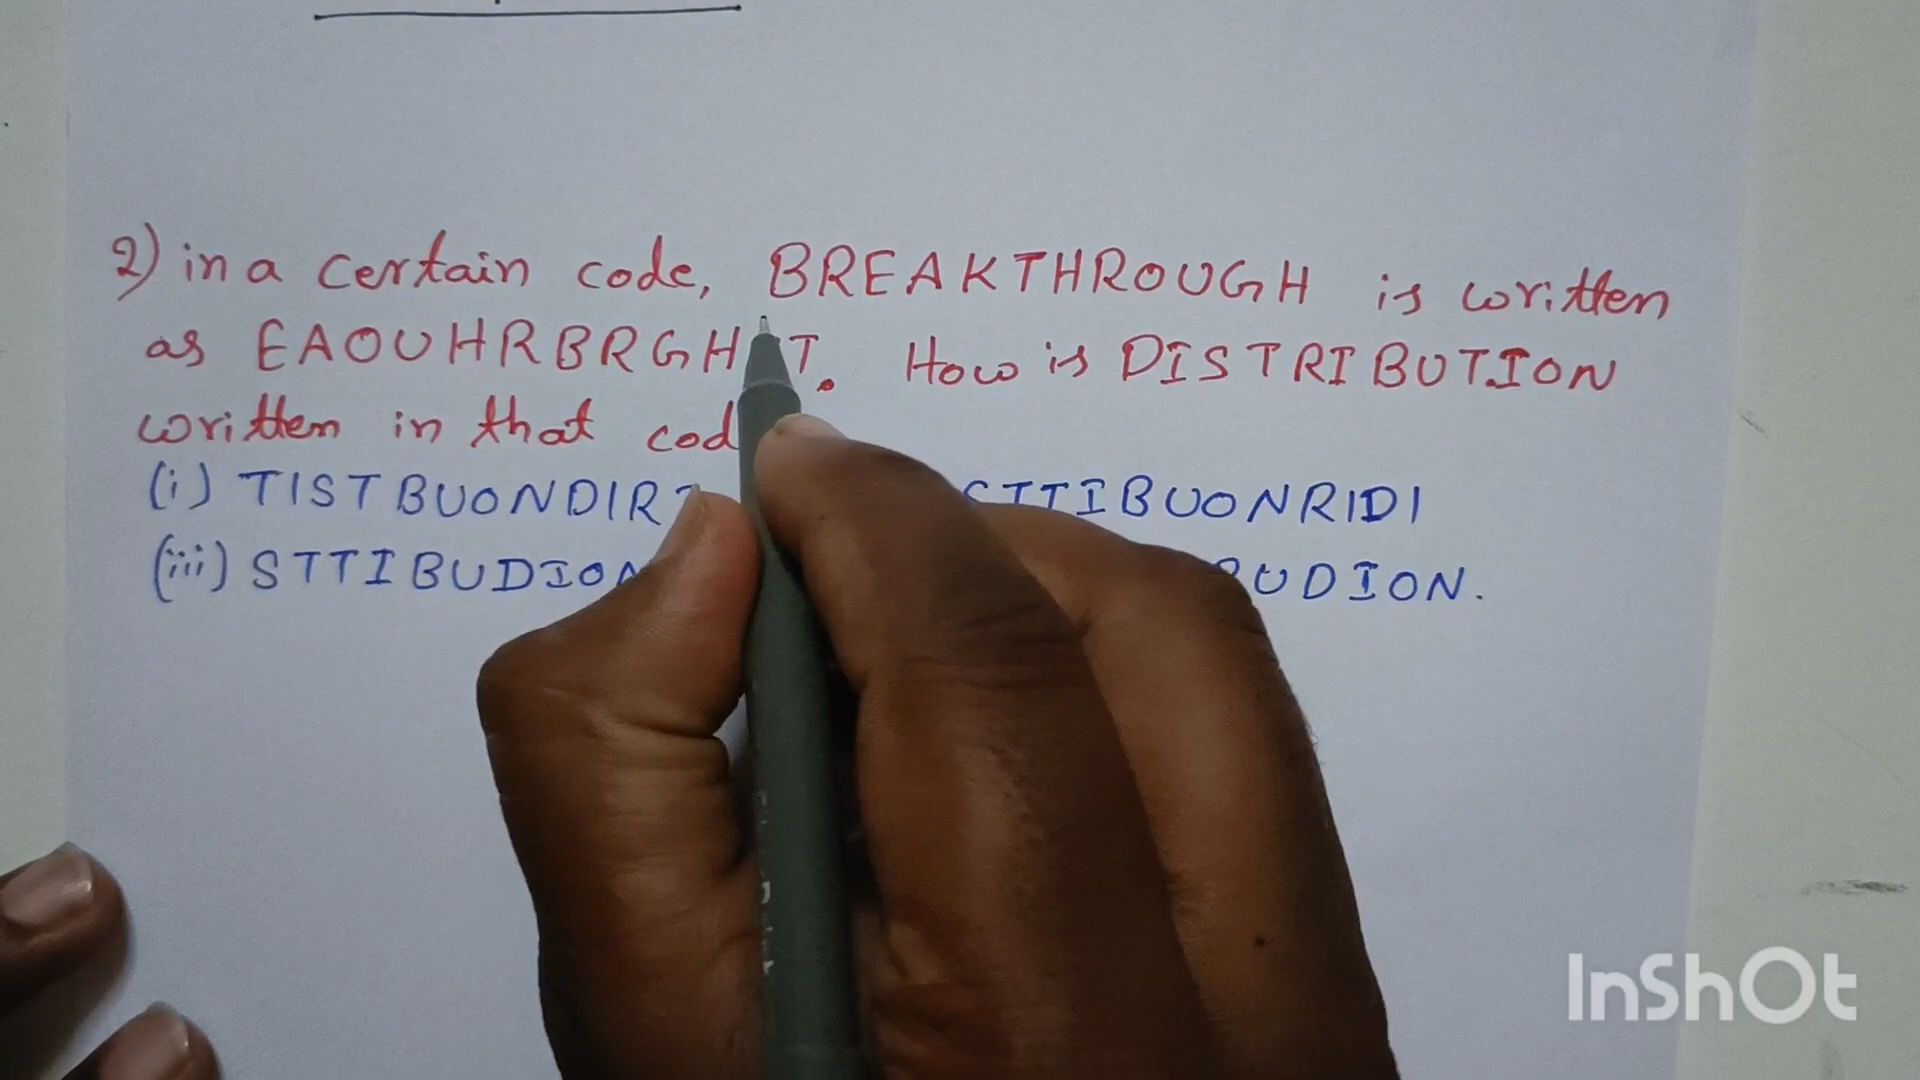 2) in a certain code, BREAKTHROUGH is written
as EAOUHRBRGH T. How is DISTRIBUTION
written in that cod
(i) TISTBUONDIR STTIBUONRIDI
(iii) STTIBUDION UDION.
InShOt